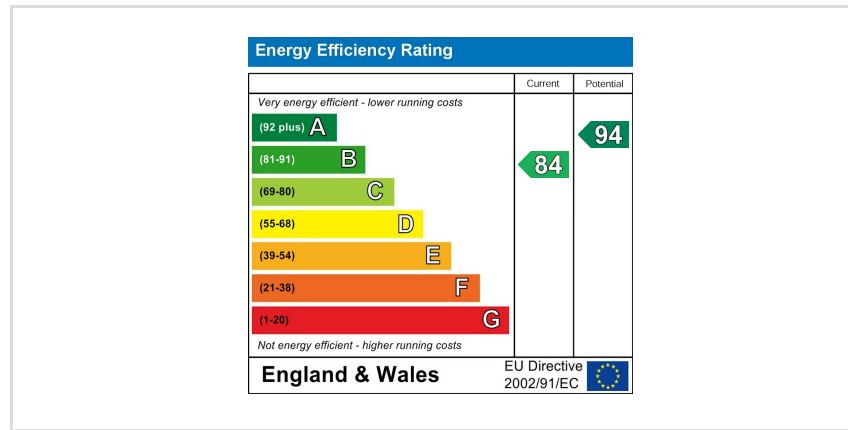 Energy Efficiency Rating
Current Potential
Very energy efficient - lower running costs
(92 plus) A
94
(81-91) B
84
(69-80) C
(55-68) D
(39-54) E
(21-38) F
(1-20) G
Not energy efficient - higher running costs
England & Wales
EU Directive
2002/91/EC